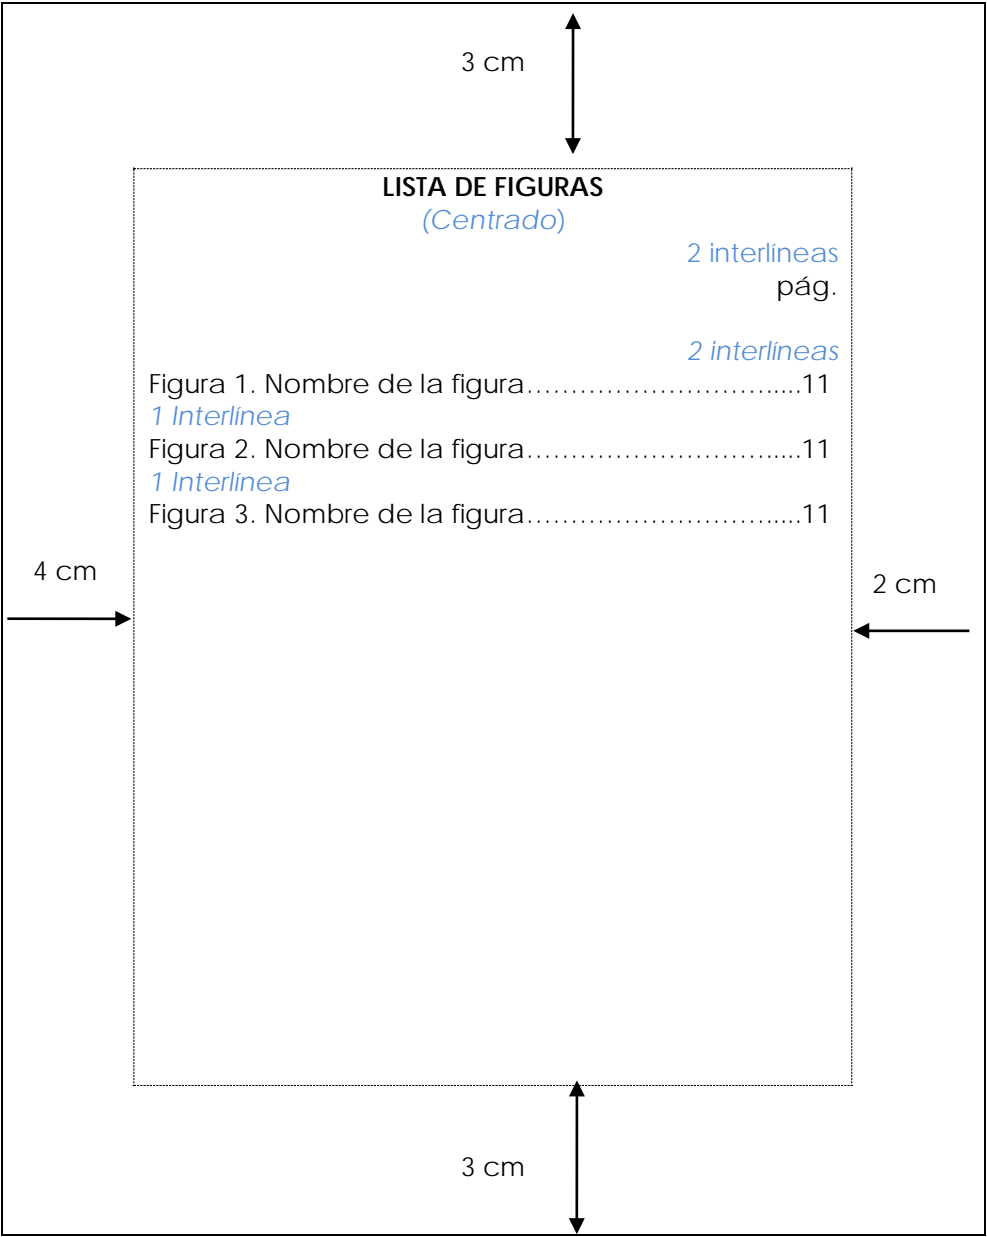 3 cm
LISTA DE FIGURAS
(Centrado)
2 interlíneas
pág.
2 interlíneas
Figura 1. Nombre de la figura……………………….....11
1 Interlínea
Figura 2. Nombre de la figura……………………….....11
1 Interlínea
Figura 3. Nombre de la figura……………………….....11
4 cm
2 cm
3 cm